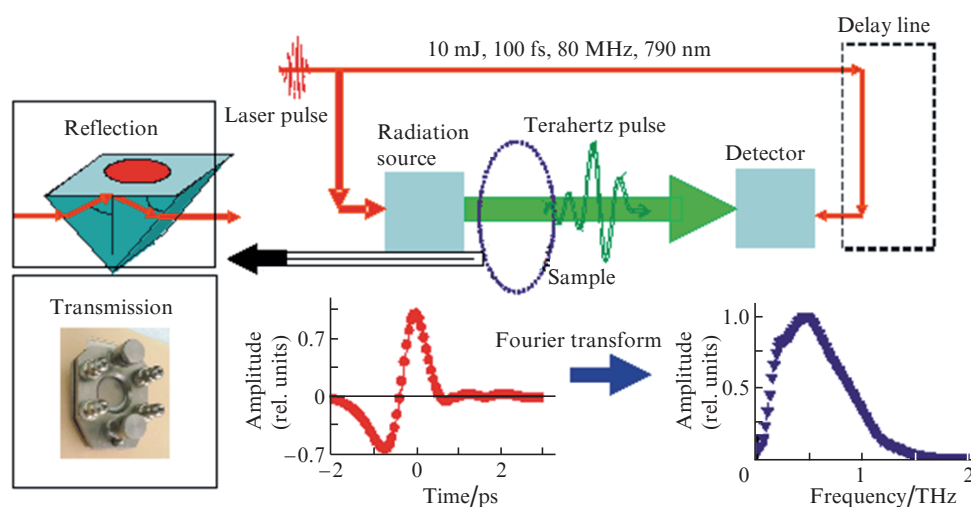 Delay line
10 mJ, 100 fs, 80 MHz, 790 nm
Laser pulse
Reflection
Radiation
source
Terahertz pulse
Detector
Sample
Transmission
Fourier transform
Amplitude
(rel. units)
0.7
0
−0.7
−2
0
2
Time/ps
Amplitude
(rel. units)
1.0
0.5
0
1
2
Frequency/THz